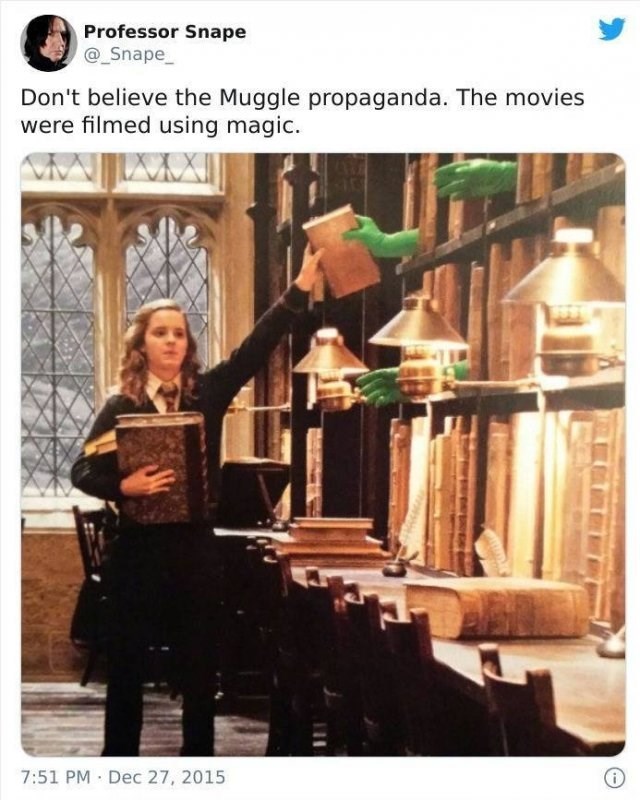 Professor Snape
@_Snape_
Don't believe the Muggle propaganda. The movies
were filmed using magic.
7:51 PM · Dec 27, 2015